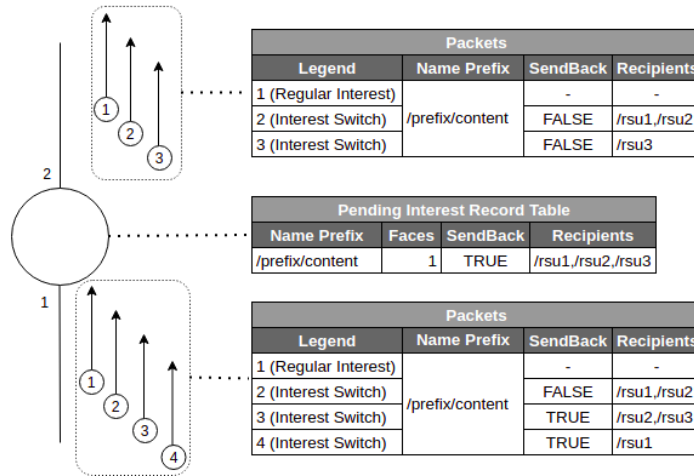 Packets
Legend Name Prefix SendBack Recipients
1 (Regular Interest) /prefix/content - -
2 (Interest Switch) FALSE /rsu1,/rsu2
3 (Interest Switch) FALSE /rsu3
1
2
3
2
Pending Interest Record Table
Name Prefix Faces SendBack Recipients
/prefix/content 1 TRUE /rsu1,/rsu2,/rsu3
1
Packets
Legend Name Prefix SendBack Recipients
1 (Regular Interest) /prefix/content - -
2 (Interest Switch) FALSE /rsu1,/rsu2
3 (Interest Switch) TRUE /rsu2,/rsu3
4 (Interest Switch) TRUE /rsu1
1
2
3
4